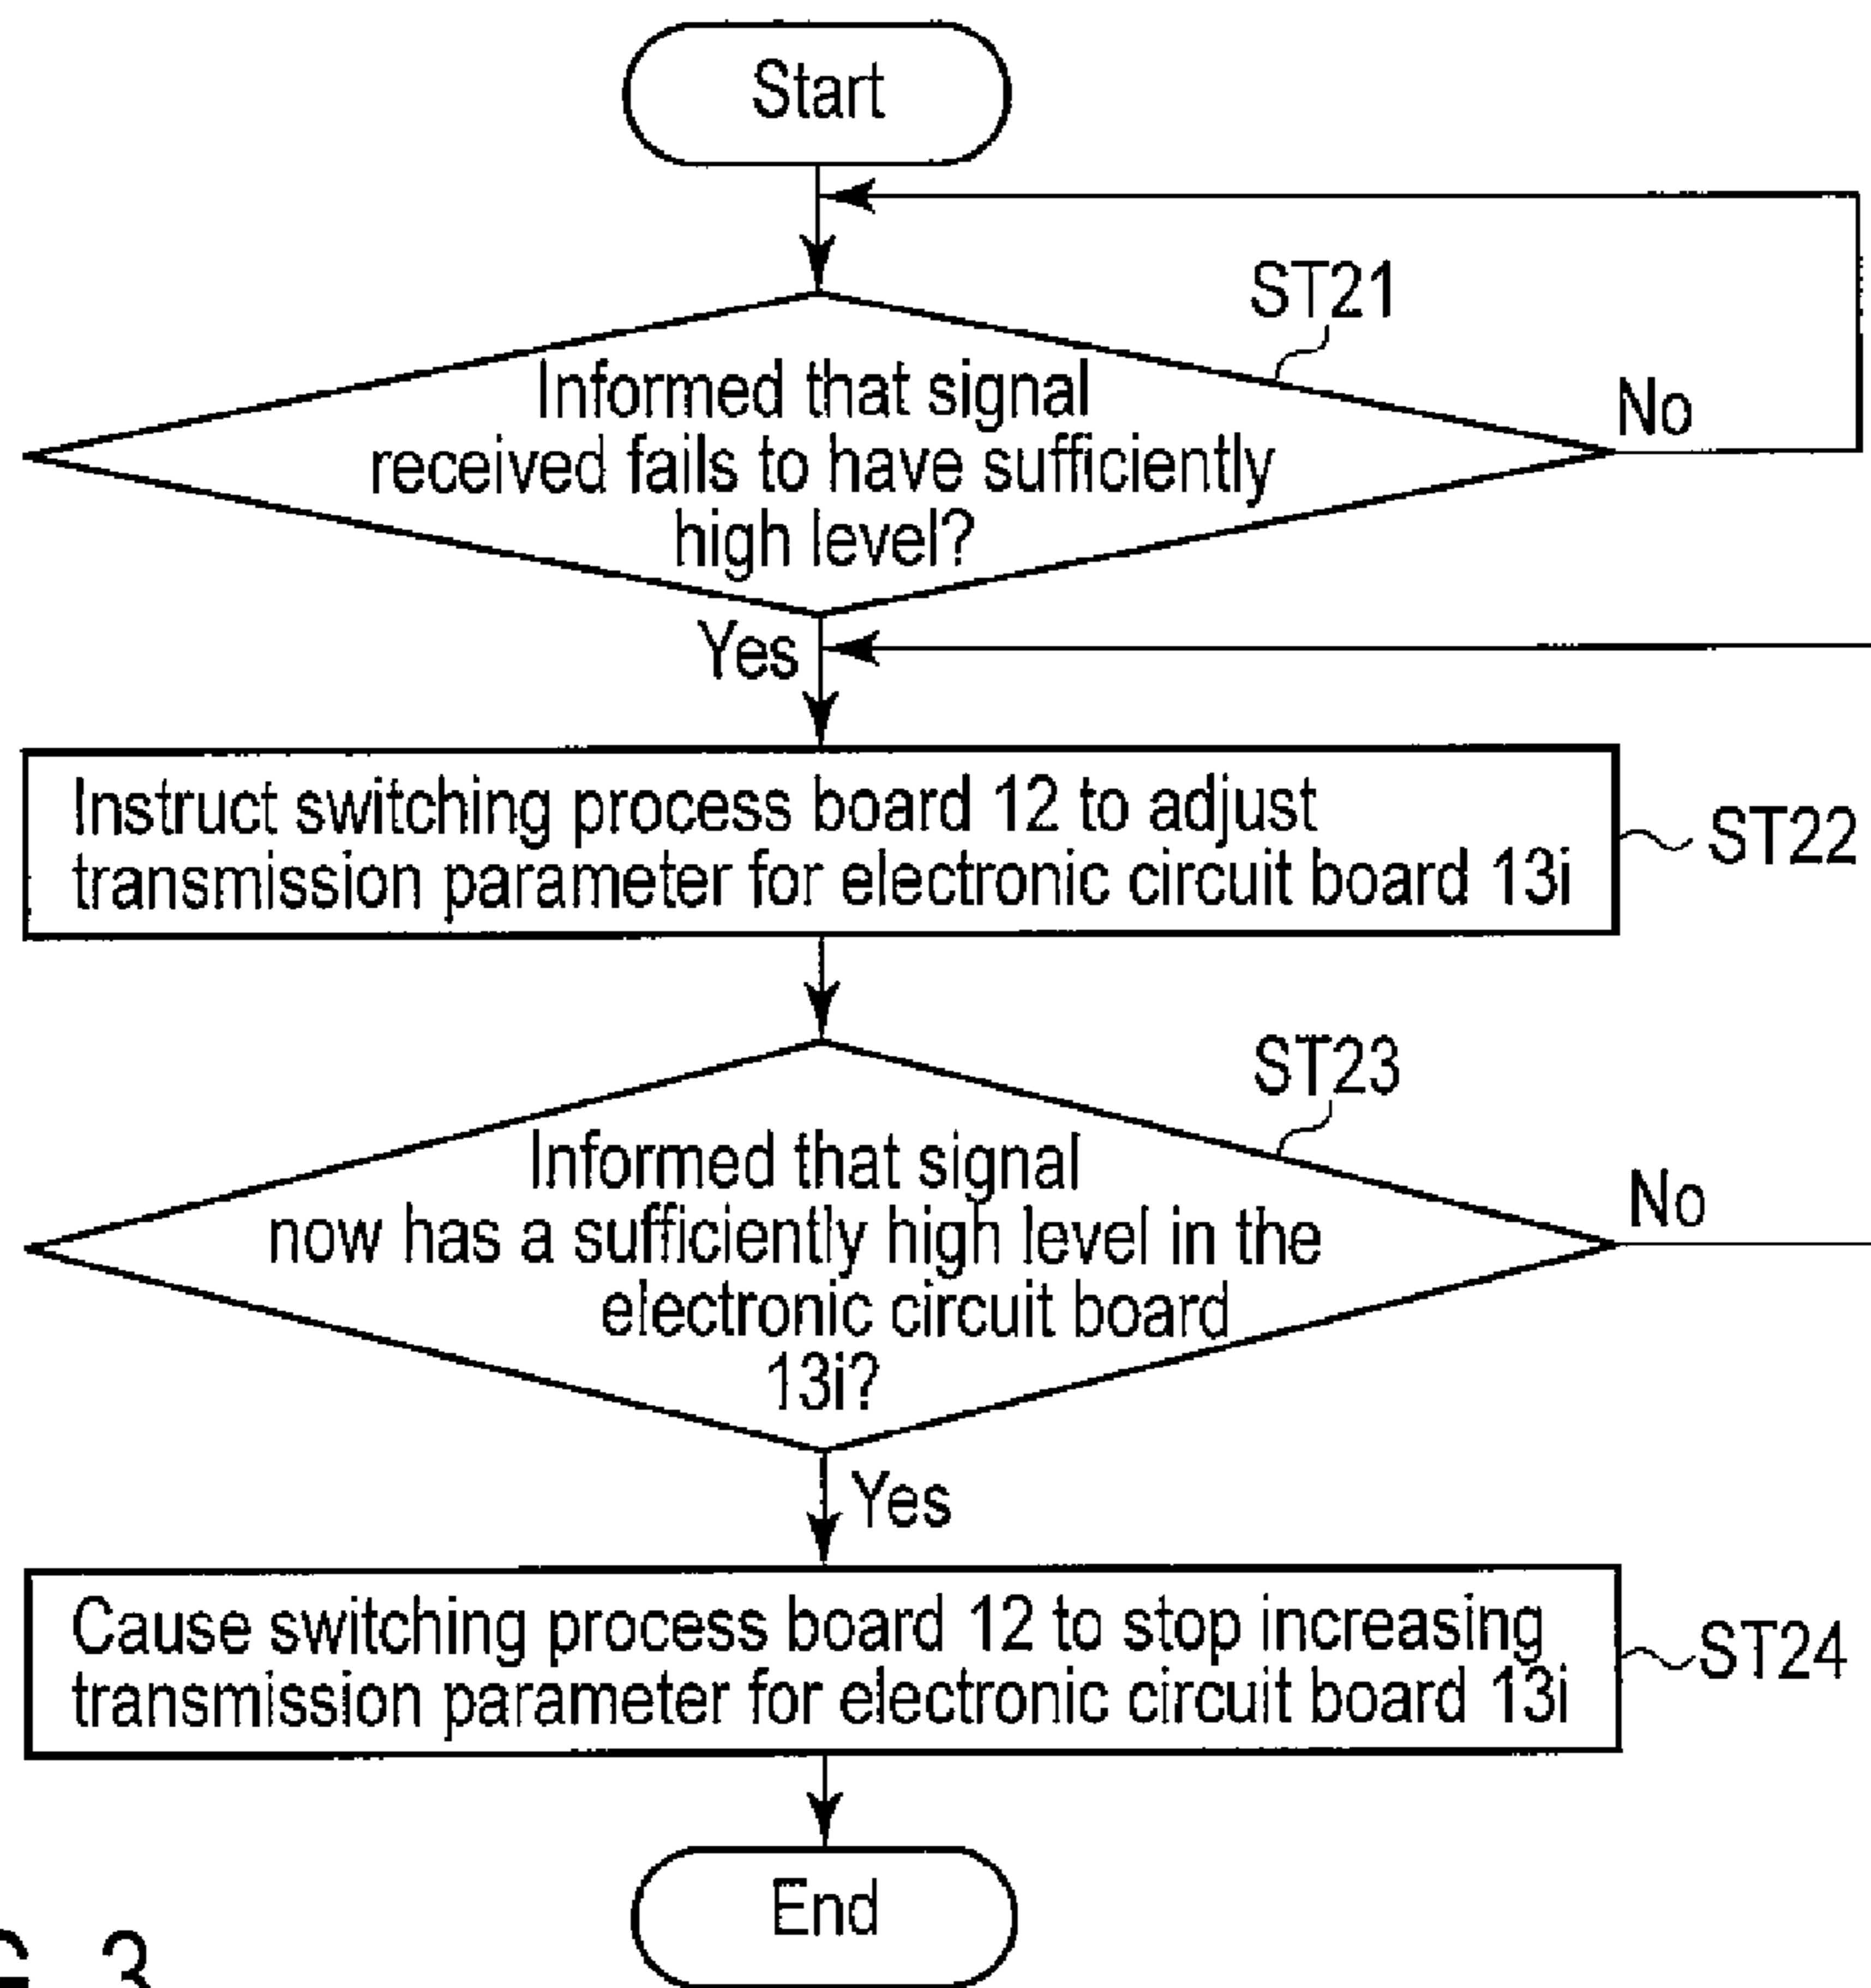 Start
ST21
Informed that signal
received fails to have sufficiently
high level?
No
Yes
Instruct switching process board 12 to adjust
transmission parameter for electronic circuit board 13i
ST22
ST23
Informed that signal
now has a sufficiently high level in the
electronic circuit board
13i?
No
Yes
Cause switching process board 12 to stop increasing
transmission parameter for electronic circuit board 13i
ST24
End
3